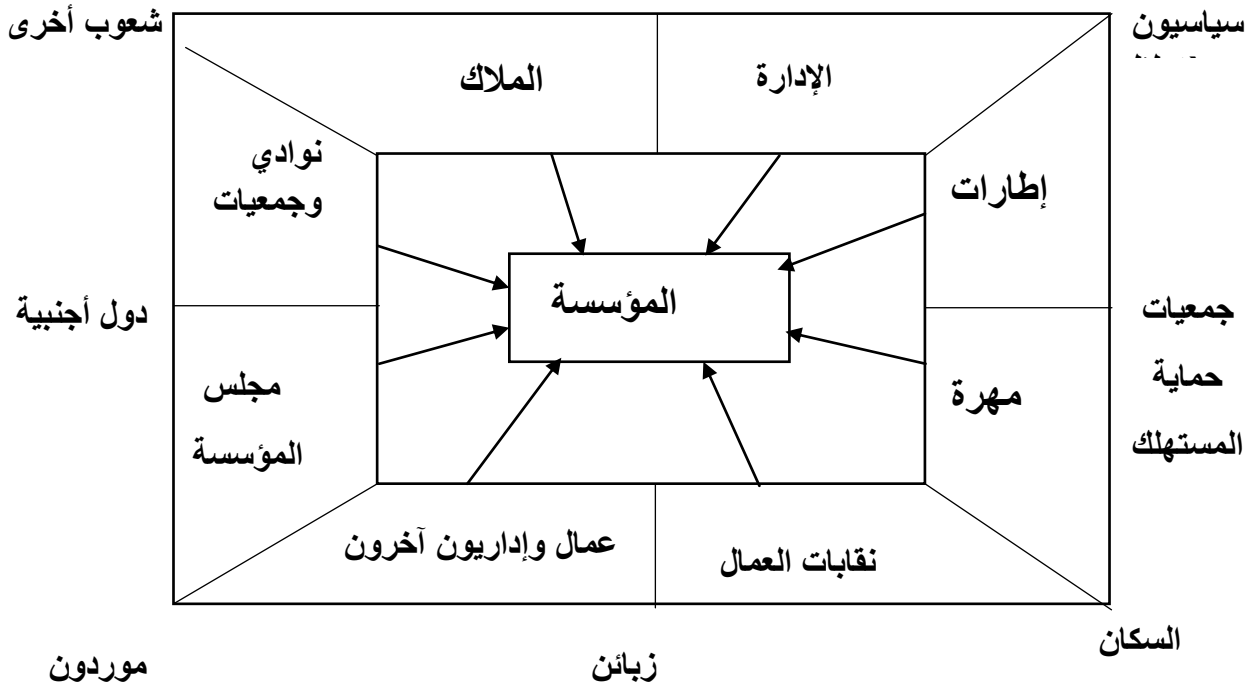 سياسيون
شعوب أخرى
الإدارة
الملاك
إطارات
نوادي
وجمعيات
المؤسسة
جمعيات
حماية
المستهلك
دول أجنبية
مهرة
مجلس
المؤسسة
نقابات العمال
عمال وإداريون آخرون
السكان
زبائن
موردون